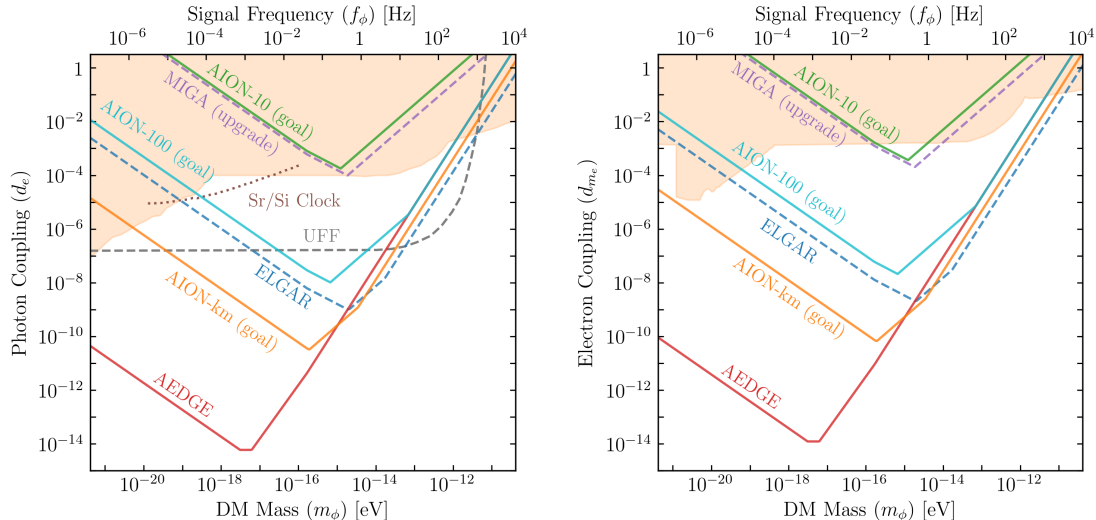 Signal Frequency (f_ϕ) [Hz]
10^−6 10^−4 10^−2 1 10^2 10^4
Photon Coupling (d_e)
1
10^−2
10^−4
10^−6
10^−8
10^−10
10^−12
10^−14
AION-10 (goal)
MIGA (upgrade)
AION-100 (goal)
Sr/Si Clock
UFF
ELGAR
AION-km (goal)
AEDGE
10^−20 10^−18 10^−16 10^−14 10^−12
DM Mass (m_ϕ) [eV]
Signal Frequency (f_ϕ) [Hz]
10^−6 10^−4 10^−2 1 10^2 10^4
Electron Coupling (d_{m_e})
1
10^−2
10^−4
10^−6
10^−8
10^−10
10^−12
10^−14
AION-10 (goal)
MIGA (upgrade)
AION-100 (goal)
ELGAR
AION-km (goal)
AEDGE
10^−20 10^−18 10^−16 10^−14 10^−12
DM Mass (m_ϕ) [eV]